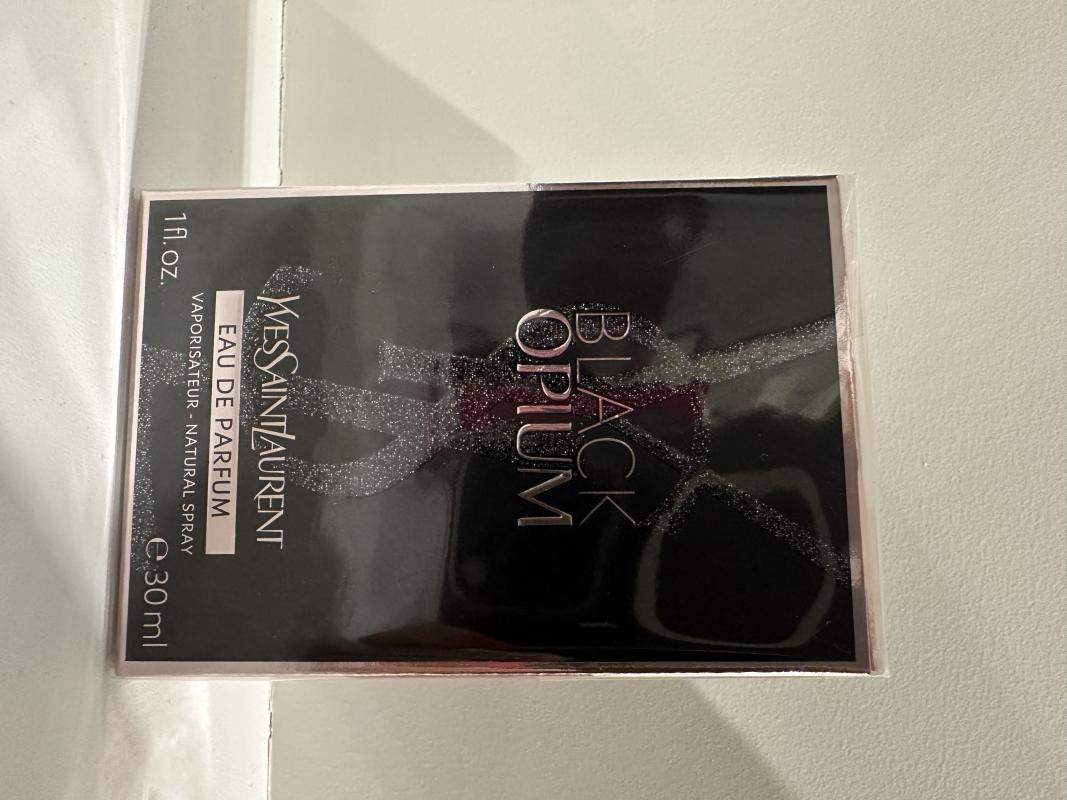 BLACK
OPIUM
YVESSAINTLAURENT
EAU DE PARFUM
VAPORISATEUR - NATURAL SPRAY
1 fl. oz. ℮ 30 ml